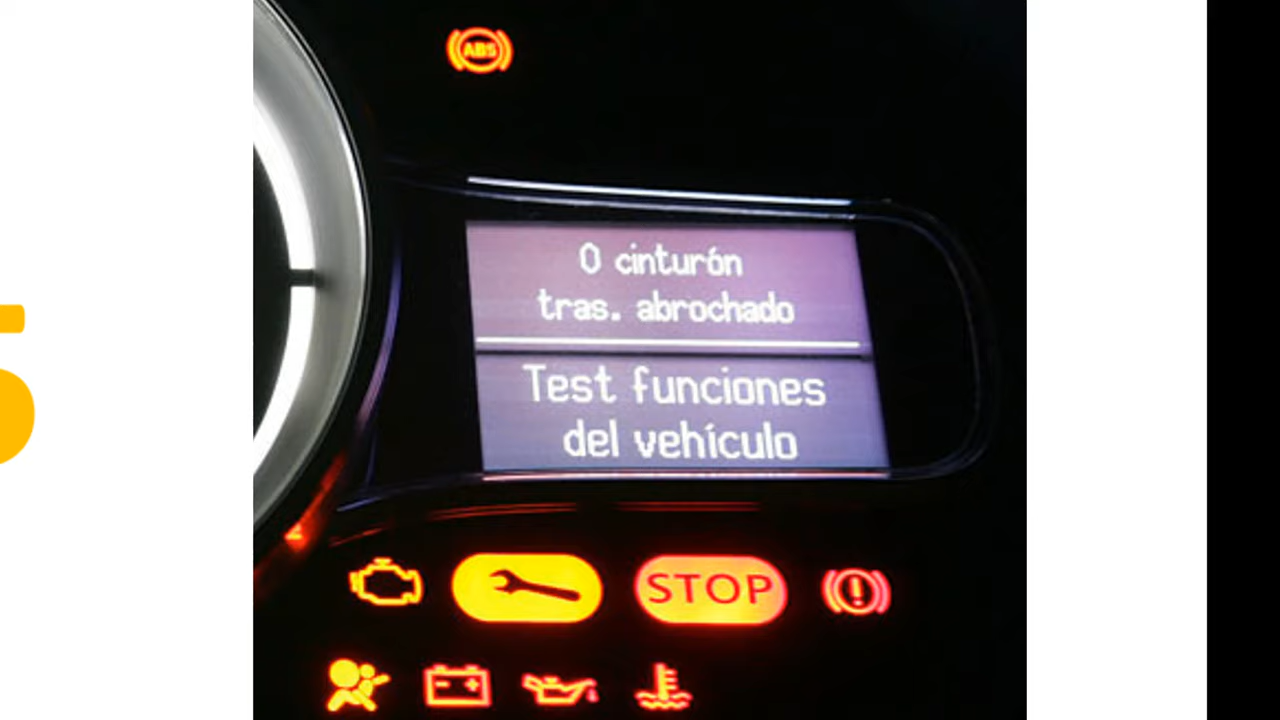 ABS
0 cinturón
tras. abrochado
Test funciones
del vehículo
STOP